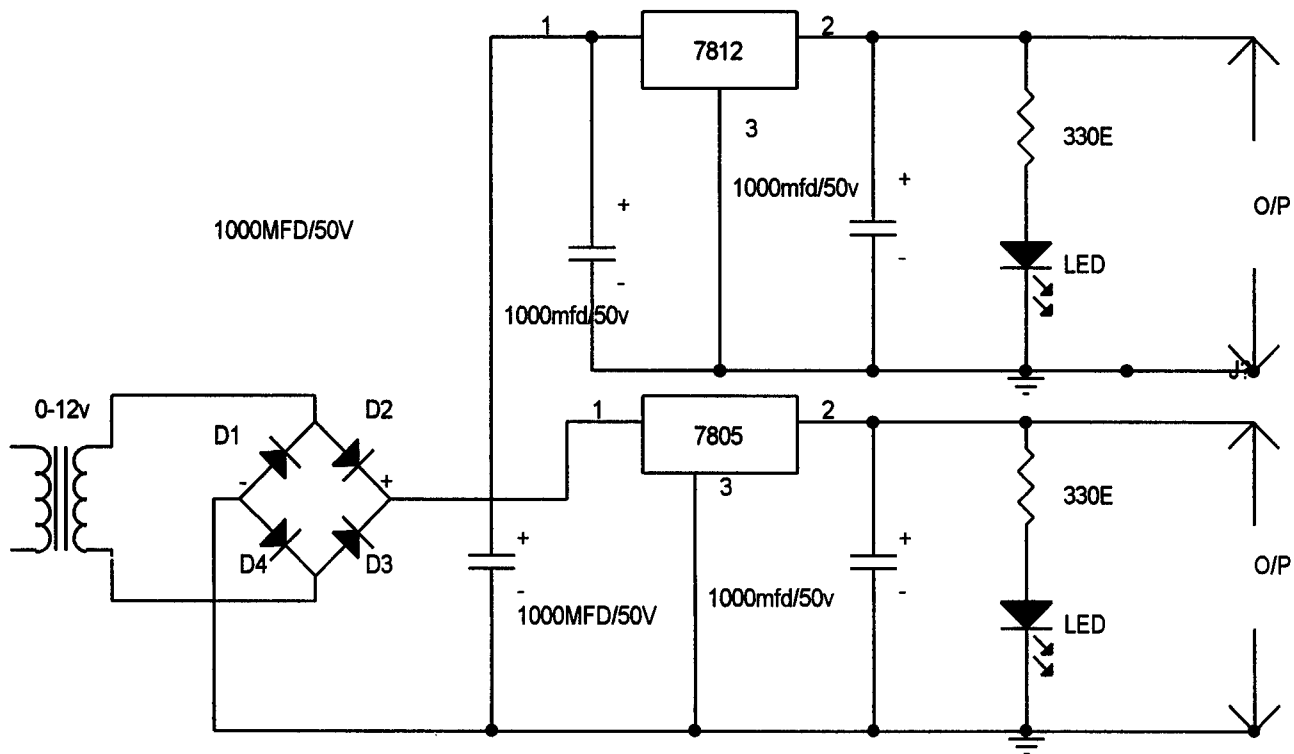 1
7812
2
3
330E
1000mfd/50v
+
-
O/P
1000MFD/50V
+
-
LED
1000mfd/50v
J?
0-12v
D1
D2
-
+
D4
D3
1
7805
2
3
330E
+
-
1000MFD/50V
+
-
1000mfd/50v
O/P
LED